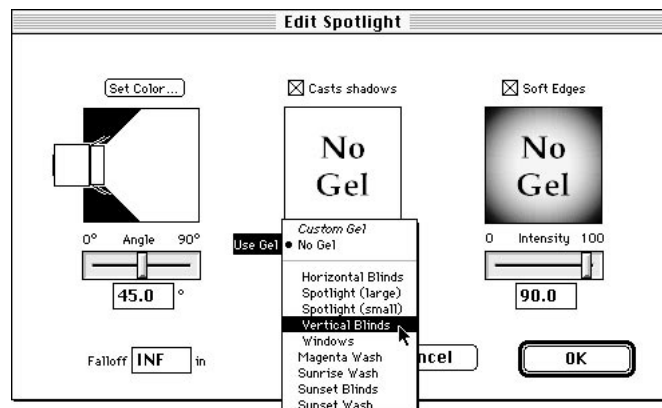 Edit Spotlight
Set Color...
Casts shadows
Soft Edges
No
Gel
No
Gel
0° Angle 90°
45.0 °
Use Gel
Custom Gel
• No Gel
Horizontal Blinds
Spotlight (large)
Spotlight (small)
Vertical Blinds
Windows
Magenta Wash
Sunrise Wash
Sunset Blinds
Sunset Wash
0 Intensity 100
90.0
Falloff INF in
ncel
OK